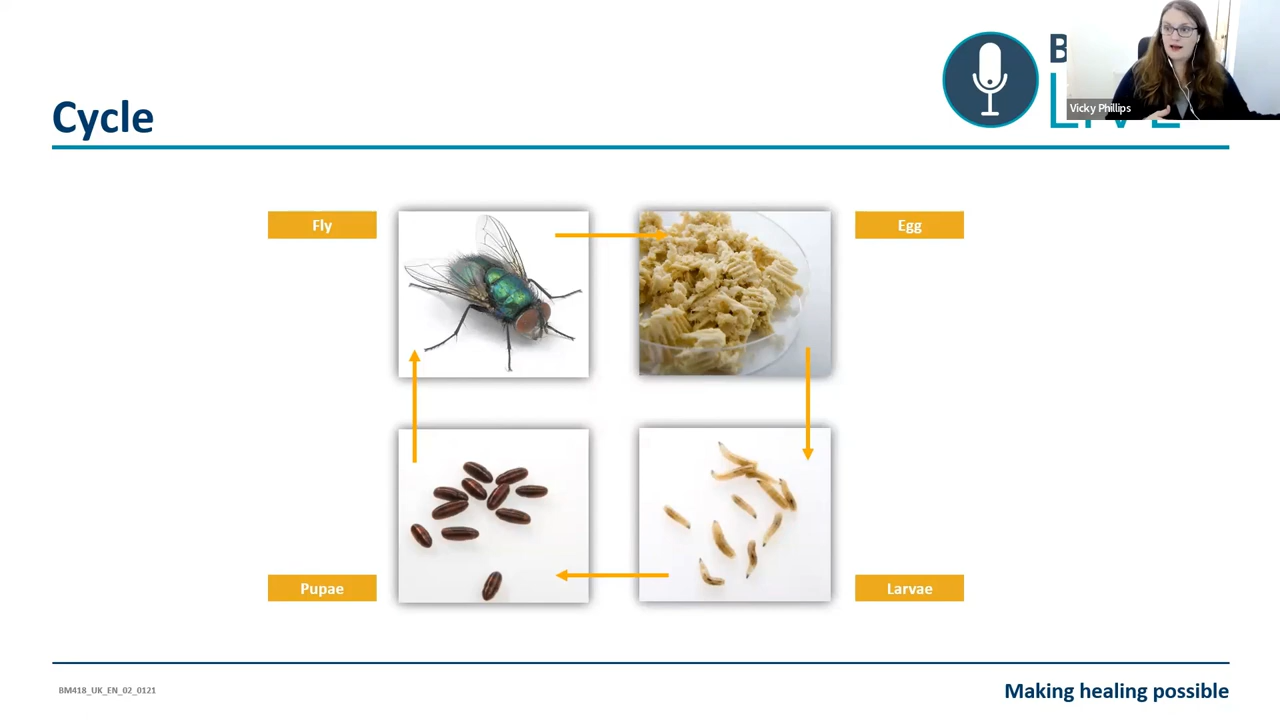 Vicky Phillips
Cycle
Fly
Egg
Pupae
Larvae
BM418_UK_EN_02_0121
Making healing possible